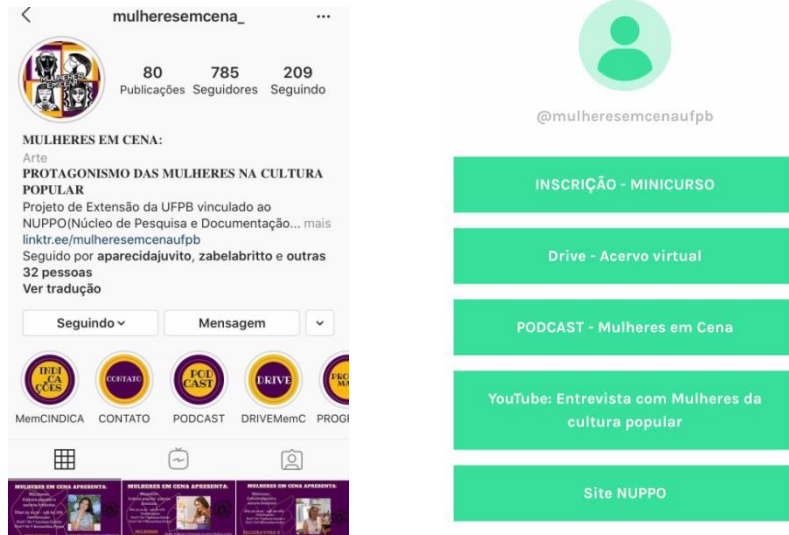 mulheresemcena_
80 785 209
Publicações Seguidores Seguindo
MULHERES EM CENA
MULHERES EM CENA:
Arte
PROTAGONISMO DAS MULHERES NA CULTURA
POPULAR
Projeto de Extensão da UFPB vinculado ao
NUPPO(Núcleo de Pesquisa e Documentação... mais
linktr.ee/mulheresemcenaufpb
Seguido por aparecidajuvito, zabelabritto e outras
32 pessoas
Ver tradução
Seguindo Mensagem
INDI
CA
ÇÕES
CONTATO
POD
CAST
DRIVE
MemCINDICA CONTATO PODCAST DRIVEMemC
MULHERES EM CENA APRESENTA: MULHERES EM CENA APRESENTA: MULHERES EM CENA APRESENTA:
@mulheresemcenaufpb
INSCRIÇÃO - MINICURSO
Drive - Acervo virtual
PODCAST - Mulheres em Cena
YouTube: Entrevista com Mulheres da
cultura popular
Site NUPPO